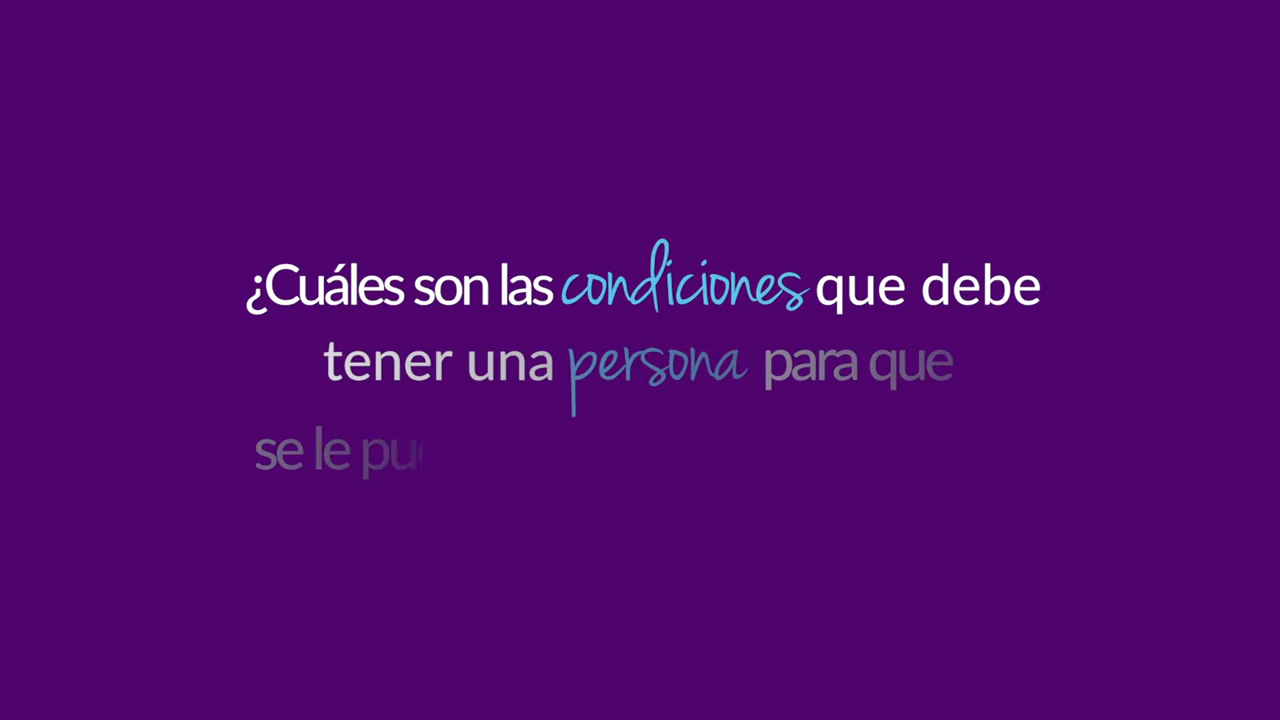 ¿Cuáles son las condiciones que debe
tener una persona para que
se le